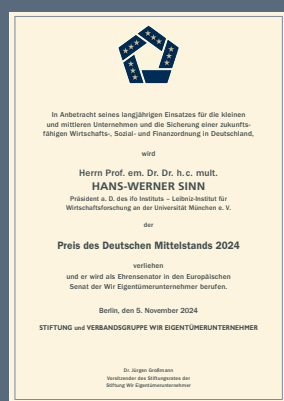 In Anbetracht seines langjährigen Einsatzes für die kleinen
und mittleren Unternehmen und die Sicherung einer zukunfts-
fähigen Wirtschafts-, Sozial- und Finanzordnung in Deutschland,
wird
Herrn Prof. em. Dr. Dr. h. c. mult.
HANS-WERNER SINN
Präsident a. D. des ifo Instituts – Leibniz-Institut für
Wirtschaftsforschung an der Universität München e. V.
der
Preis des Deutschen Mittelstands 2024
verliehen
und er wird als Ehrensenator in den Europäischen
Senat der Wir Eigentümerunternehmer berufen.
Berlin, den 5. November 2024
STIFTUNG und VERBANDSGRUPPE WIR EIGENTÜMERUNTERNEHMER
Dr. Jürgen Großmann
Vorsitzender des Stiftungsrates der
Stiftung Wir Eigentümerunternehmer